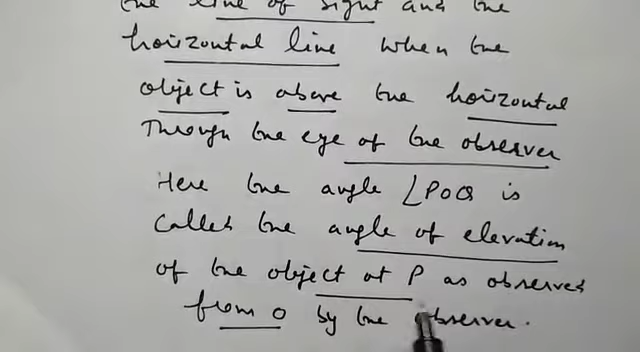 the line of sight and the
horizontal line when the
object is above the horizontal
Through the eye of the observer
Here the angle ∠POQ is
called the angle of elevation
of the object at P as observed
from O by the observer.